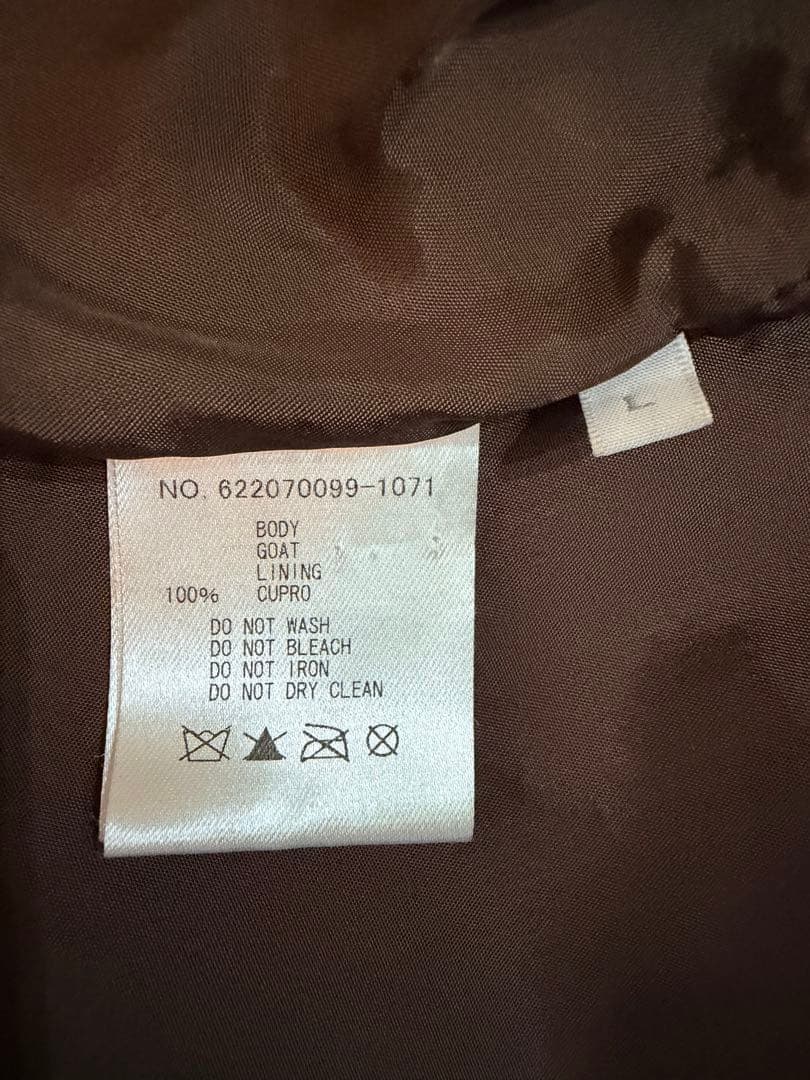 L
NO. 622070099-1071
BODY
GOAT
LINING
100% CUPRO
DO NOT WASH
DO NOT BLEACH
DO NOT IRON
DO NOT DRY CLEAN